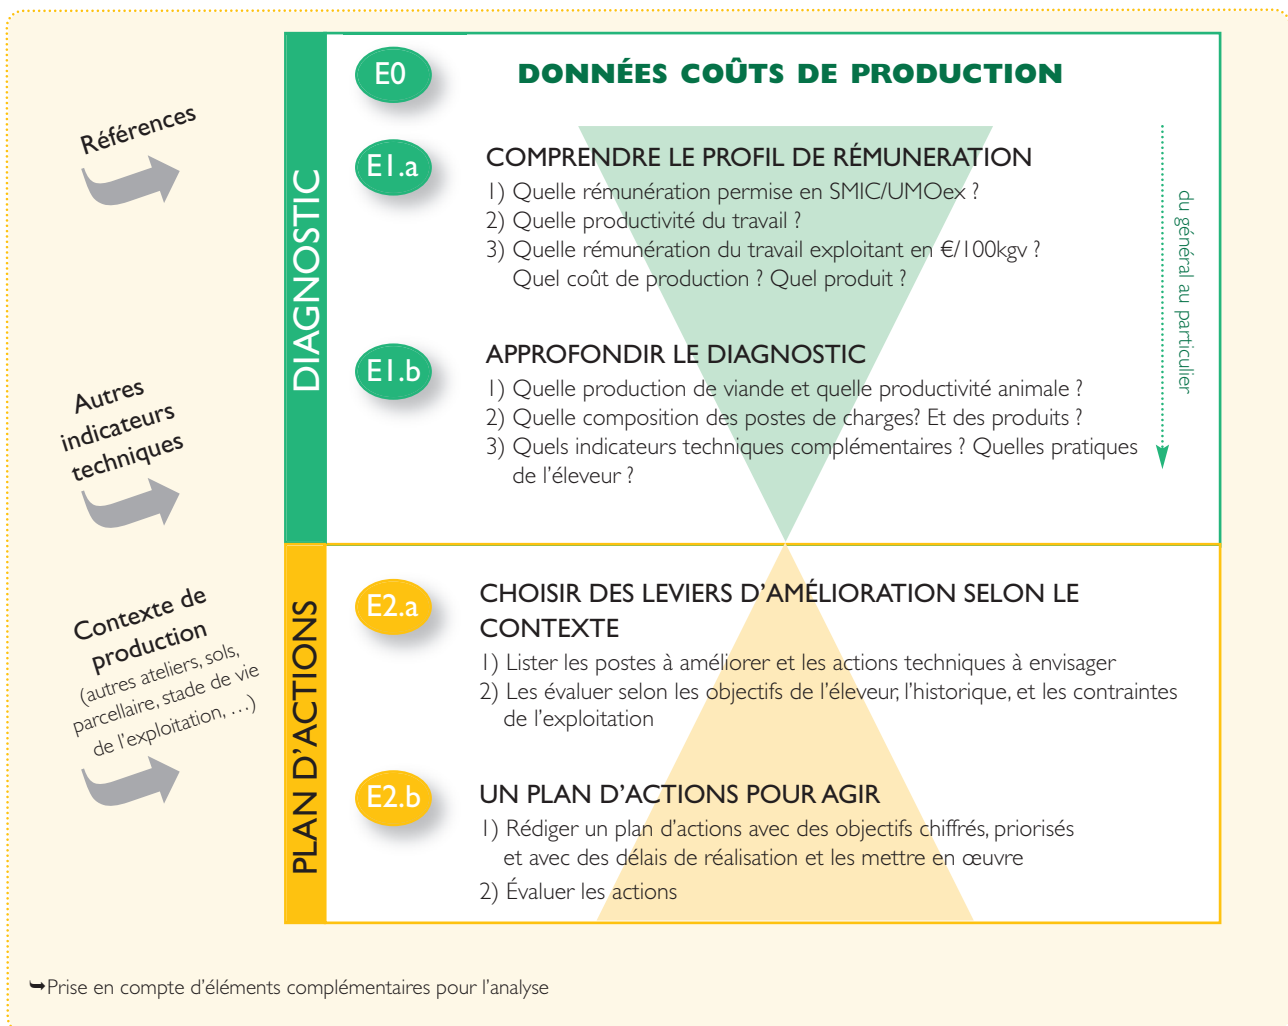 Références
Autres
indicateurs
techniques
Contexte de
production
(autres ateliers, sols,
parcellaire, stade de vie
de l'exploitation, …)
DIAGNOSTIC
E0
DONNÉES COÛTS DE PRODUCTION
E1.a
COMPRENDRE LE PROFIL DE RÉMUNERATION
1) Quelle rémunération permise en SMIC/UMOex ?
2) Quelle productivité du travail ?
3) Quelle rémunération du travail exploitant en €/100kgv ?
Quel coût de production ? Quel produit ?
E1.b
APPROFONDIR LE DIAGNOSTIC
1) Quelle production de viande et quelle productivité animale ?
2) Quelle composition des postes de charges? Et des produits ?
3) Quels indicateurs techniques complémentaires ? Quelles pratiques
de l'éleveur ?
du général au particulier
PLAN D'ACTIONS
E2.a
CHOISIR DES LEVIERS D'AMÉLIORATION SELON LE
CONTEXTE
1) Lister les postes à améliorer et les actions techniques à envisager
2) Les évaluer selon les objectifs de l'éleveur, l'historique, et les contraintes
de l'exploitation
E2.b
UN PLAN D'ACTIONS POUR AGIR
1) Rédiger un plan d'actions avec des objectifs chiffrés, priorisés
et avec des délais de réalisation et les mettre en œuvre
2) Évaluer les actions
➥Prise en compte d'éléments complémentaires pour l'analyse